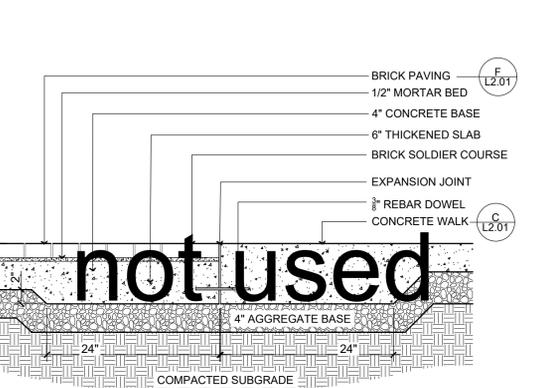 F
BRICK PAVING
L2.01
1/2" MORTAR BED
4" CONCRETE BASE
6" THICKENED SLAB
BRICK SOLDIER COURSE
EXPANSION JOINT
3/8" REBAR DOWEL
C
CONCRETE WALK
L2.01
not used
2"
4" AGGREGATE BASE
24"
24"
COMPACTED SUBGRADE